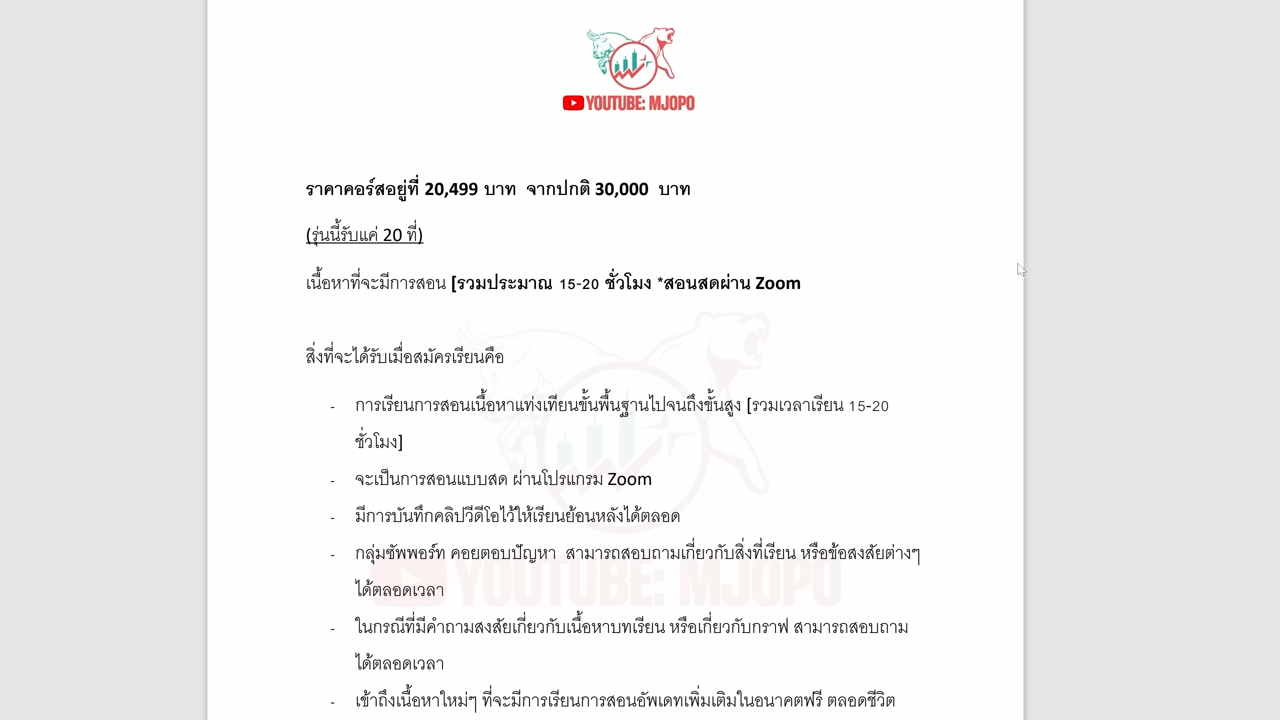 YOUTUBE: MJOPO
ราคาคอร์สอยู่ที่ 20,499 บาท จากปกติ 30,000 บาท
(รุ่นนี้รับแค่ 20 ที่)
เนื้อหาที่จะมีการสอน [รวมประมาณ 15-20 ชั่วโมง *สอนสดผ่าน Zoom
สิ่งที่จะได้รับเมื่อสมัครเรียนคือ
- การเรียนการสอนเนื้อหาแท่งเทียนขั้นพื้นฐานไปจนถึงขั้นสูง [รวมเวลาเรียน 15-20
ชั่วโมง]
- จะเป็นการสอนแบบสด ผ่านโปรแกรม Zoom
- มีการบันทึกคลิปวีดีโอไว้ให้เรียนย้อนหลังได้ตลอด
- กลุ่มซัพพอร์ท คอยตอบปัญหา สามารถสอบถามเกี่ยวกับสิ่งที่เรียน หรือข้อสงสัยต่างๆ
ได้ตลอดเวลา
YOUTUBE: MJOPO
- ในกรณีที่มีคำถามสงสัยเกี่ยวกับเนื้อหาบทเรียน หรือเกี่ยวกับกราฟ สามารถสอบถาม
ได้ตลอดเวลา
- เข้าถึงเนื้อหาใหม่ๆ ที่จะมีการเรียนการสอนอัพเดทเพิ่มเติมในอนาคตฟรี ตลอดชีวิต